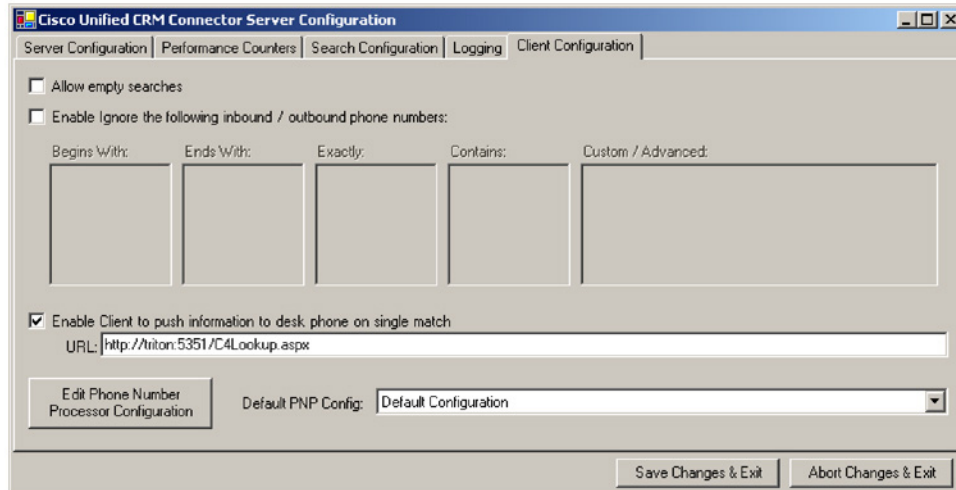 Cisco Unified CRM Connector Server Configuration
Server Configuration Performance Counters Search Configuration Logging Client Configuration
Allow empty searches
Enable Ignore the following inbound / outbound phone numbers:
Begins With: Ends With: Exactly: Contains: Custom / Advanced:
Enable Client to push information to desk phone on single match
URL: http://triton:5351/C4Lookup.aspx
Edit Phone Number
Processor Configuration
Default PNP Config: Default Configuration
Save Changes & Exit Abort Changes & Exit